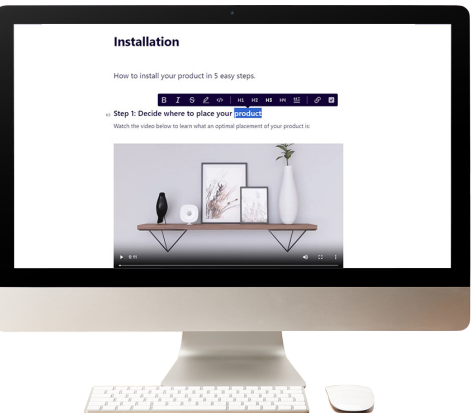 Installation
How to install your product in 5 easy steps.
B I S </> H1 H2 H3 H4
Step 1: Decide where to place your product
Watch the video below to learn what an optimal placement of your product is:
0:11